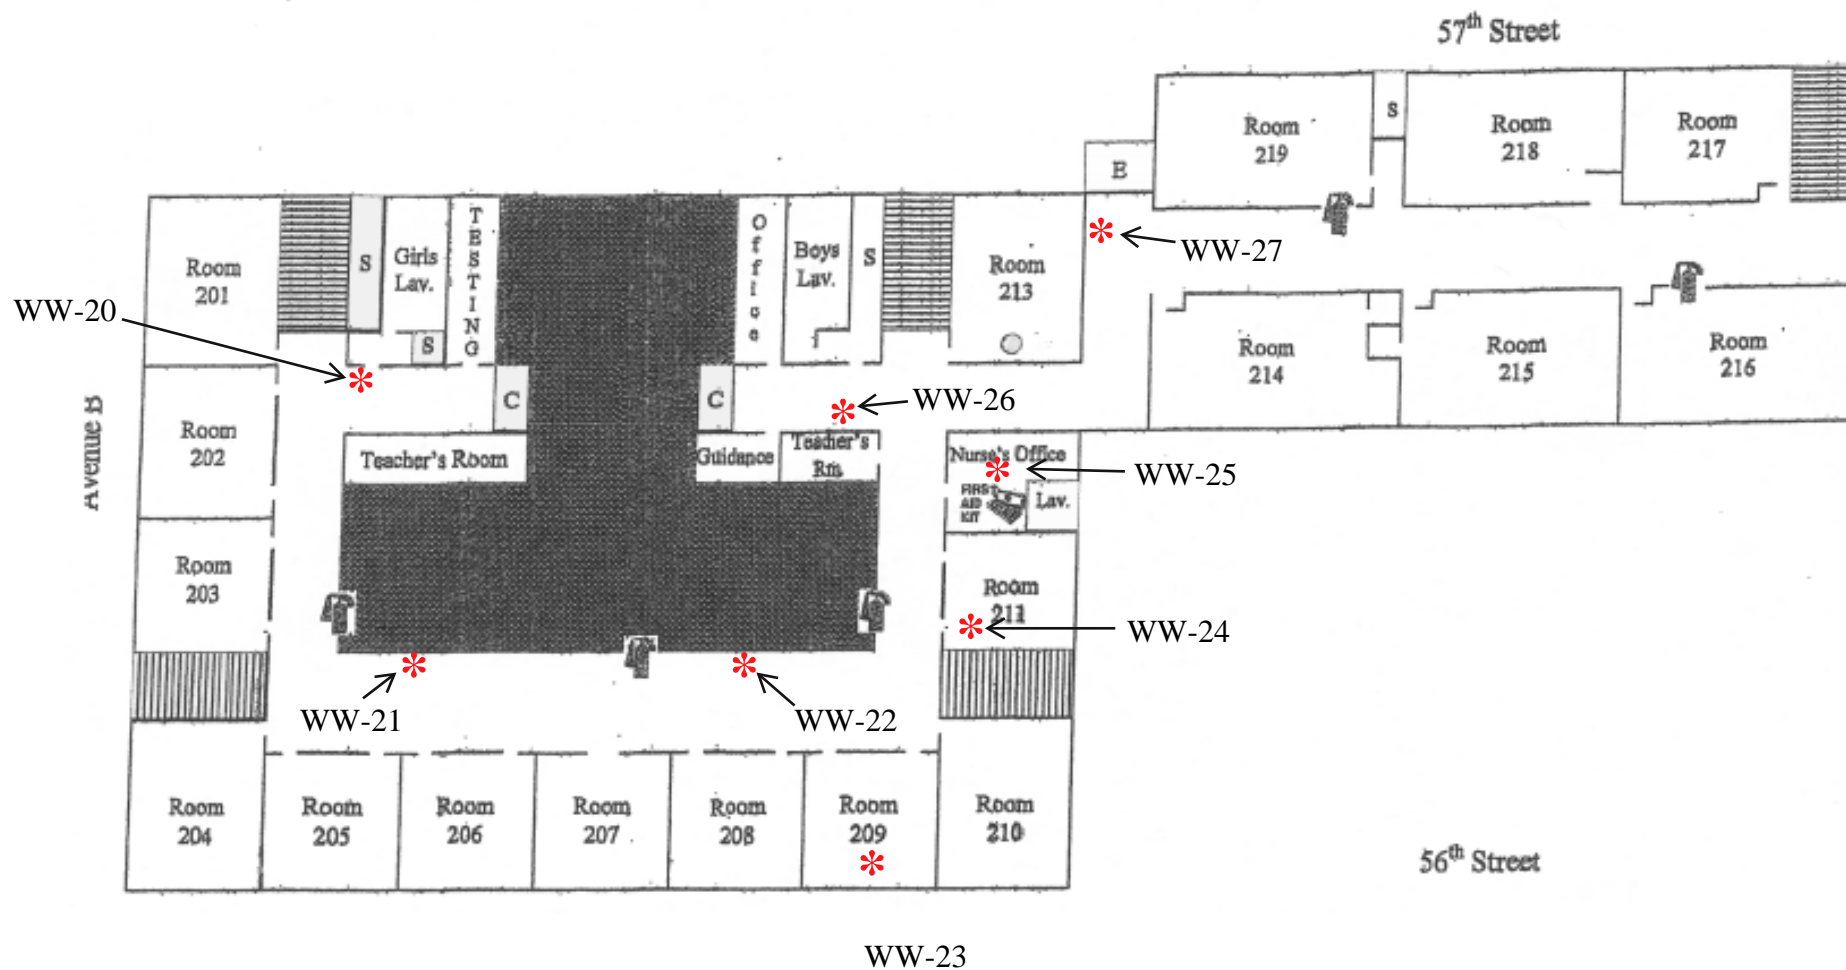 57th Street
Room
219
S
Room
218
Room
217
E
WW-27
Room
201
S
Girls
Lav.
S
TESTING
Office
Boys
Lav.
S
Room
213
WW-20
C
C
WW-26
Room
214
Room
215
Room
216
Avenue B
Room
202
Teacher's Room
Guidance
Teacher's
Rm.
Nurse's Office
WW-25
FIRST
AID
KIT
Lav.
Room
203
Room
211
WW-24
WW-21
WW-22
Room
204
Room
205
Room
206
Room
207
Room
208
Room
209
Room
210
56th Street
WW-23